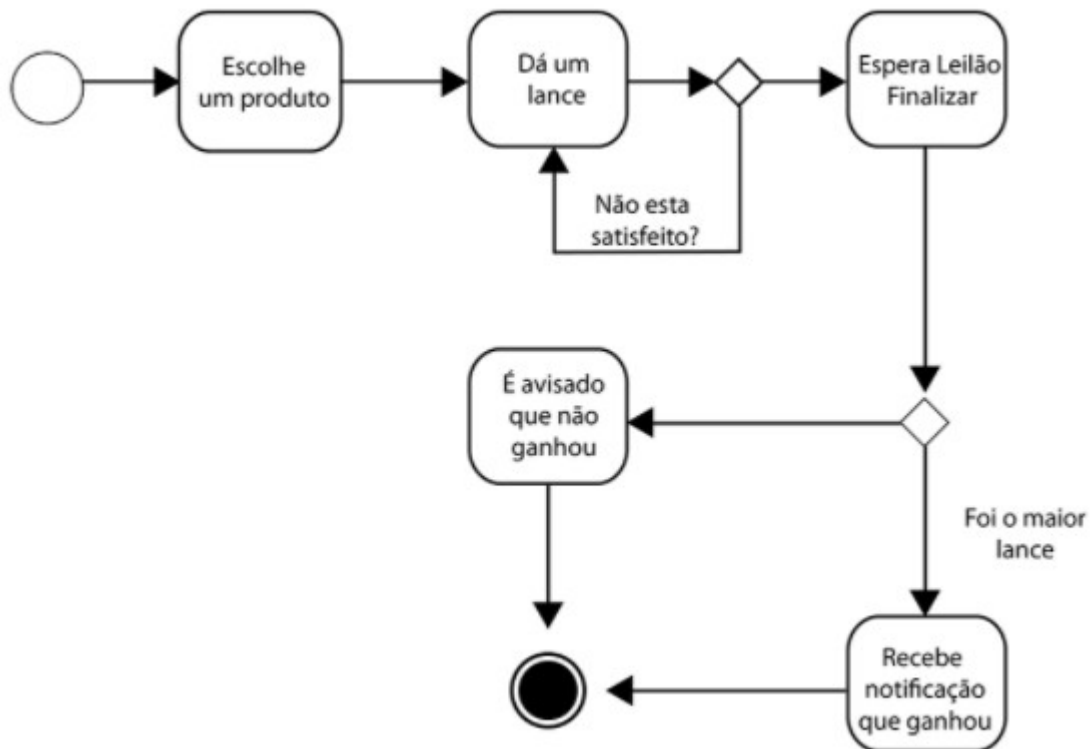 Escolhe
um produto
Dá um
lance
Espera Leilão
Finalizar
Não esta
satisfeito?
É avisado
que não
ganhou
Foi o maior
lance
Recebe
notificação
que ganhou